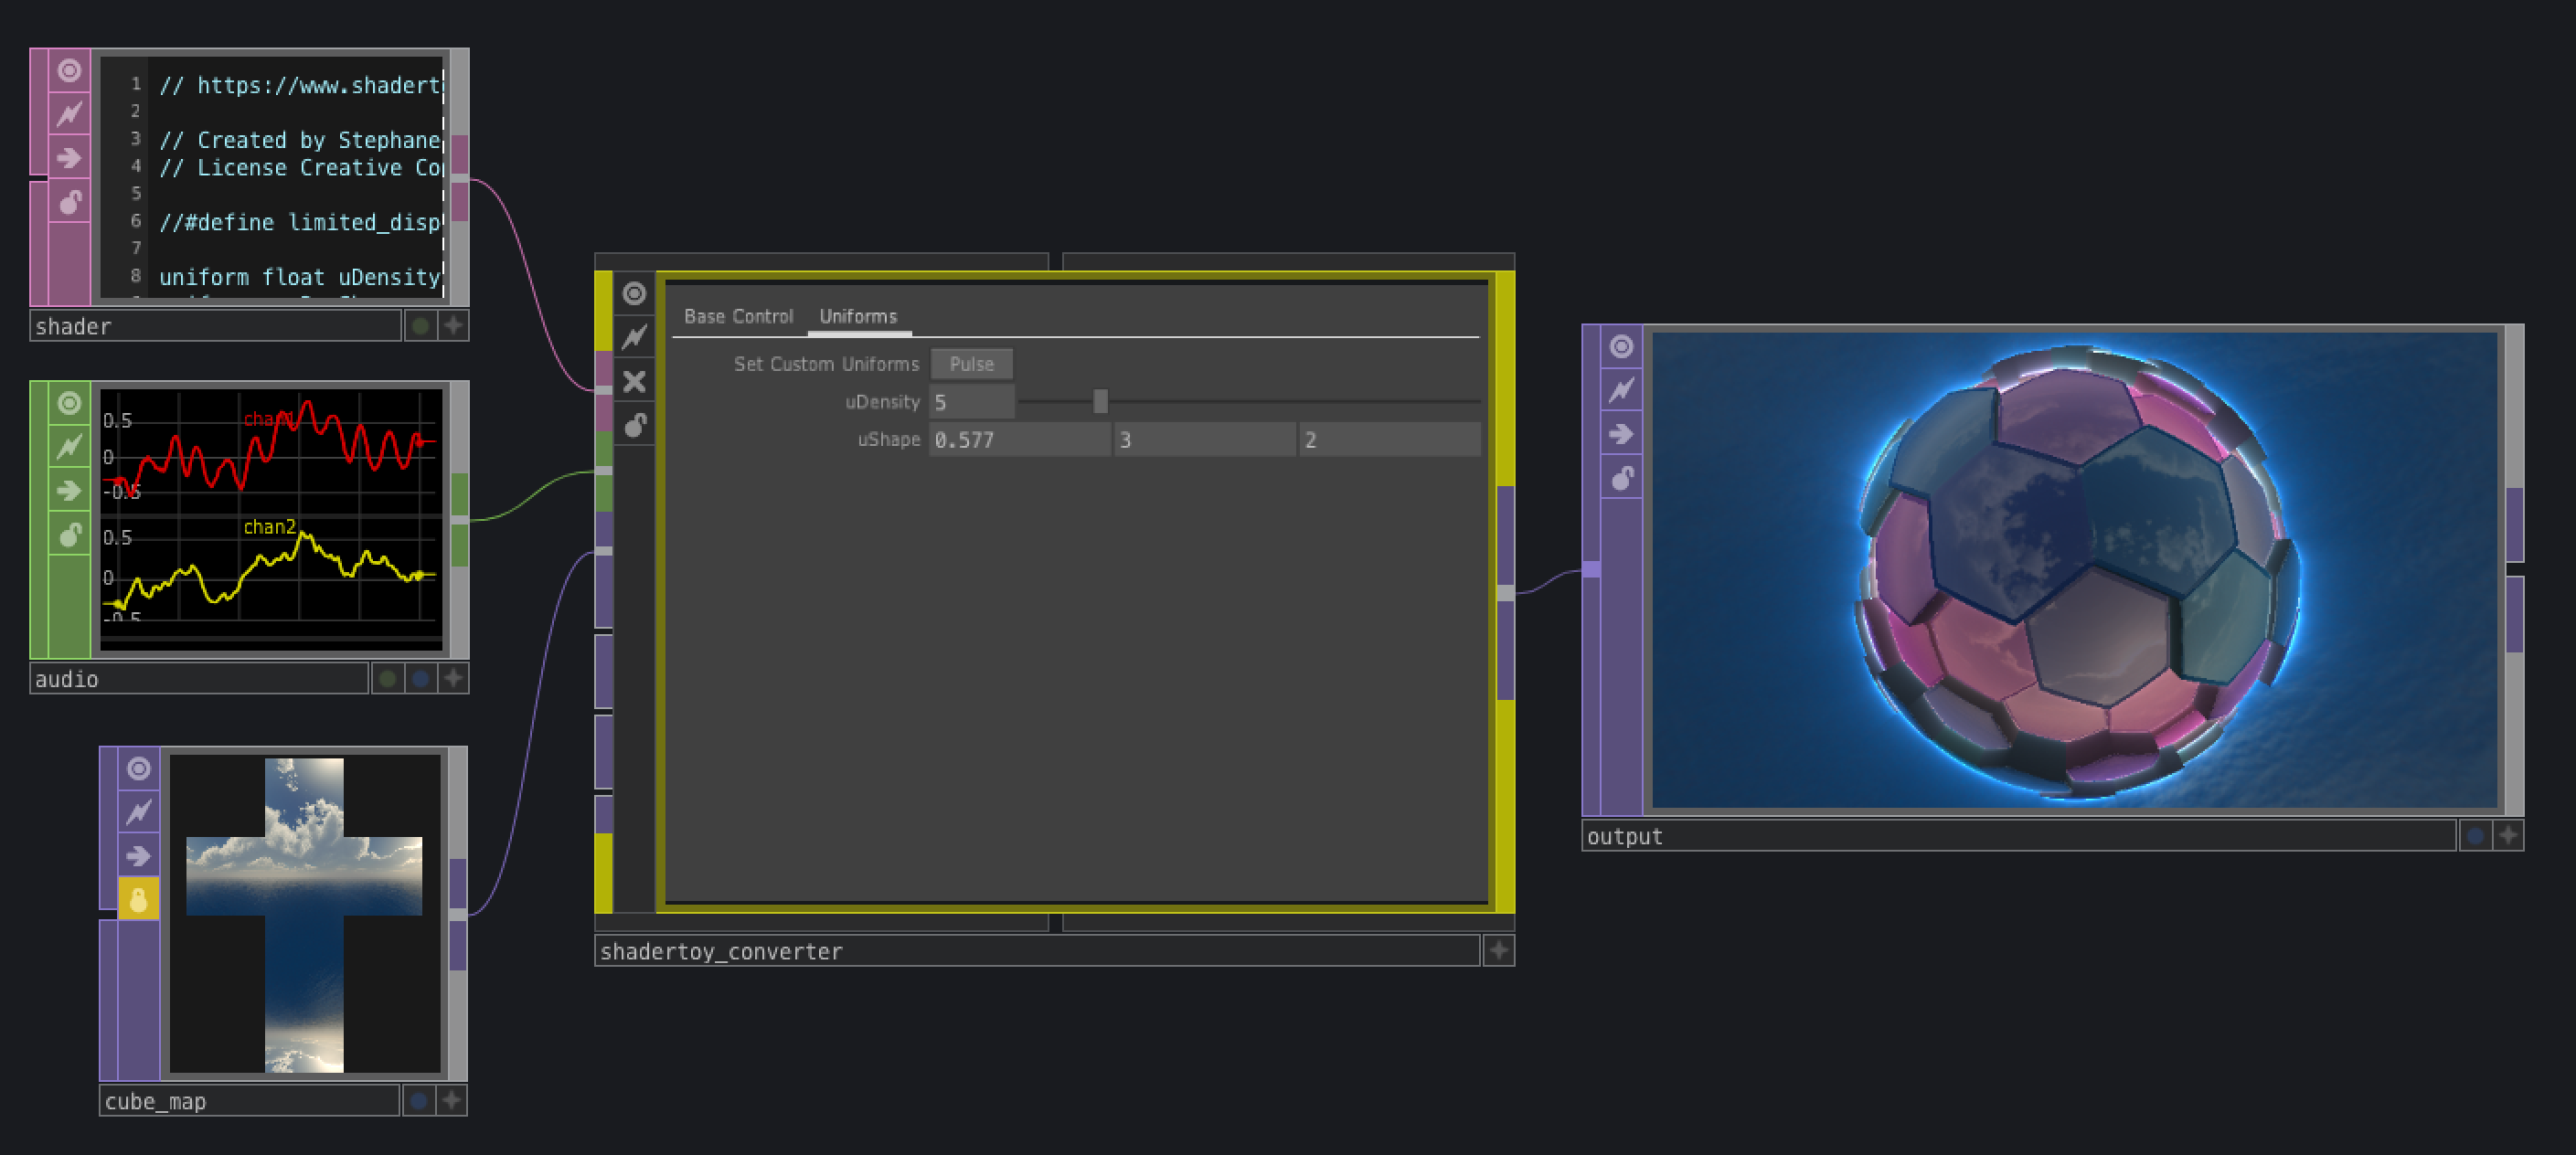 1 // https://www.shadert
2
3 // Created by Stephane
4 // License Creative Co
5
6 //#define limited_disp
7
8 uniform float uDensity
shader
0.5 chan1
0
-0.5
chan2
0.5
0
-0.5
audio
cube_map
Base Control Uniforms
Set Custom Uniforms Pulse
uDensity 5
uShape 0.577 3 2
shadertoy_converter
output